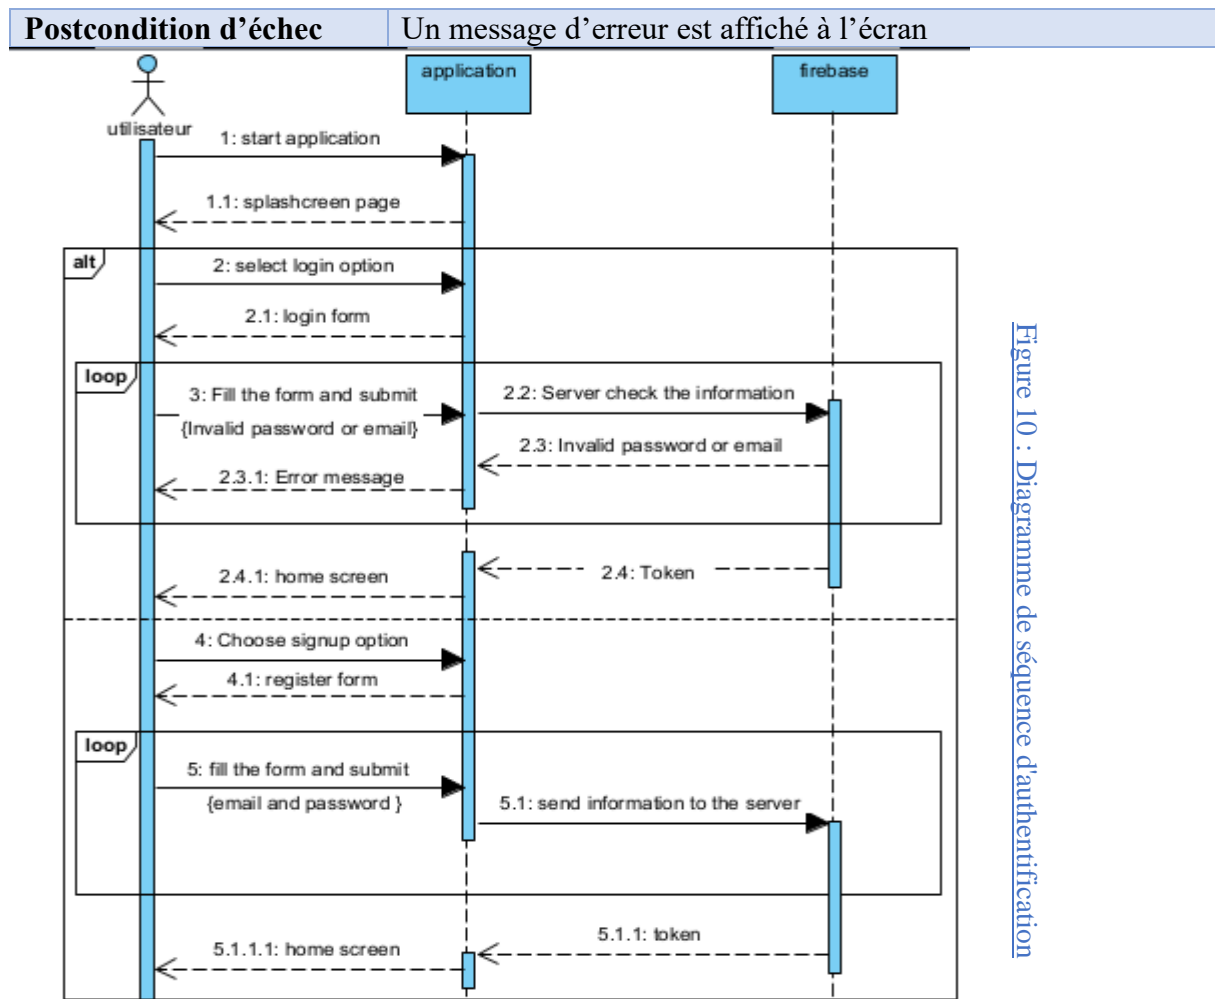 Postcondition d’échec Un message d’erreur est affiché à l’écran
application
firebase
utilisateur
1: start application
1.1: splashcreen page
alt
2: select login option
2.1: login form
loop
3: Fill the form and submit
{Invalid password or email}
2.2: Server check the information
2.3: Invalid password or email
2.3.1: Error message
2.4: Token
2.4.1: home screen
4: Choose signup option
4.1: register form
loop
5: fill the form and submit
{email and password }
5.1: send information to the server
5.1.1: token
5.1.1.1: home screen
Figure 10 : Diagramme de séquence d'authentification